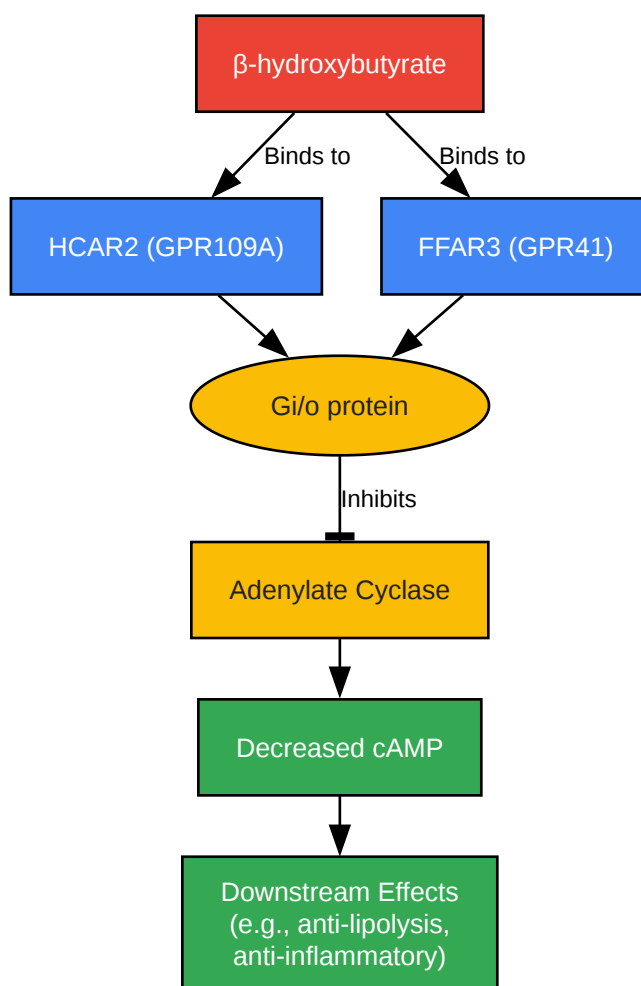 β-hydroxybutyrate
Binds to
Binds to
HCAR2 (GPR109A)
FFAR3 (GPR41)
Gi/o protein
Inhibits
Adenylate Cyclase
Decreased cAMP
Downstream Effects
(e.g., anti-lipolysis,
anti-inflammatory)